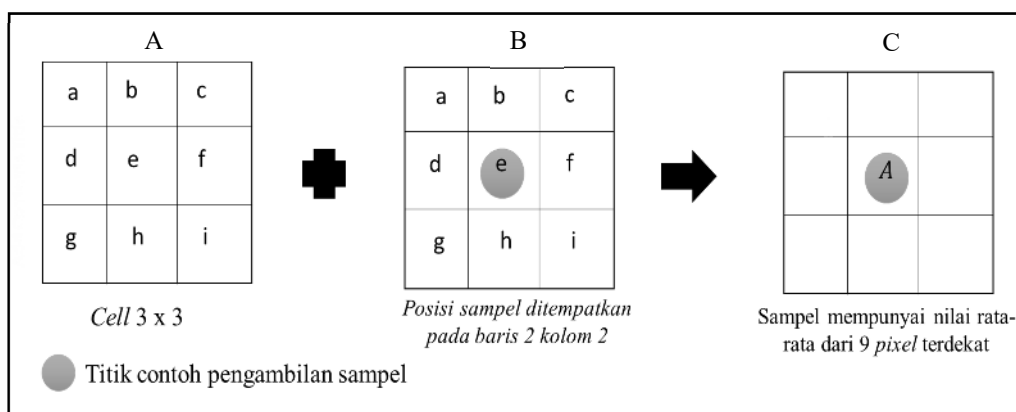 A
B
C
a b c
d e f
g h i
a b c
d e f
g h i
A
Cell 3 x 3
Posisi sampel ditempatkan
pada baris 2 kolom 2
Sampel mempunyai nilai rata-
rata dari 9 pixel terdekat
Titik contoh pengambilan sampel